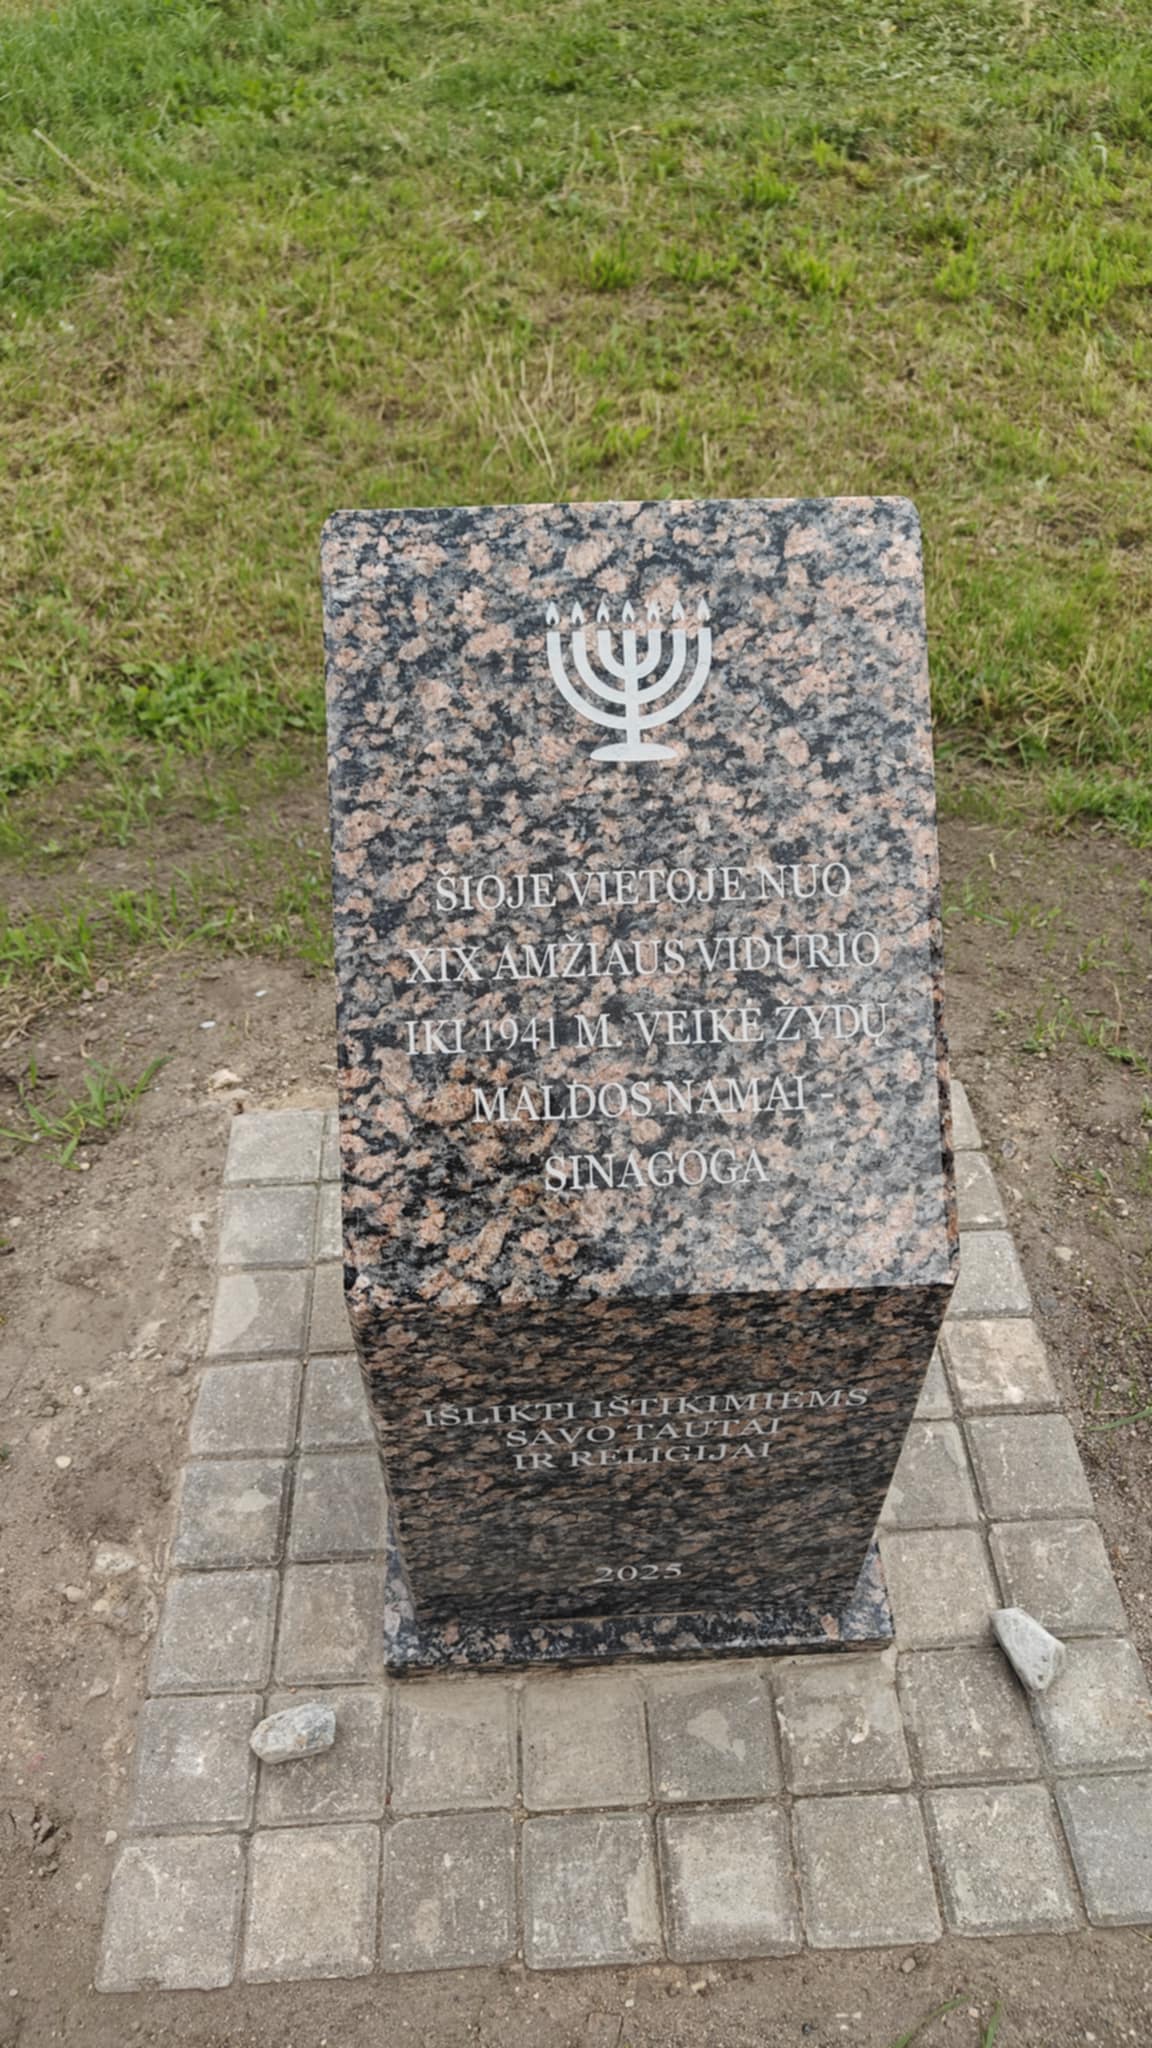 ŠIOJE VIETOJE NUO
XIX AMŽIAUS VIDURIO
IKI 1941 M. VEIKĖ ŽYDŲ
MALDOS NAMAI -
SINAGOGA
IŠLIKTI IŠTIKIMIEMS
SAVO TAUTAI
IR RELIGIJAI
2025